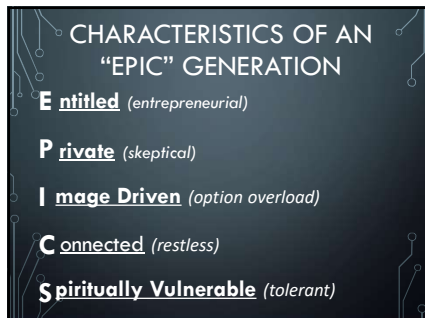 CHARACTERISTICS OF AN
“EPIC” GENERATION
E ntitled (entrepreneurial)
P rivate (skeptical)
I mage Driven (option overload)
C onnected (restless)
S piritually Vulnerable (tolerant)